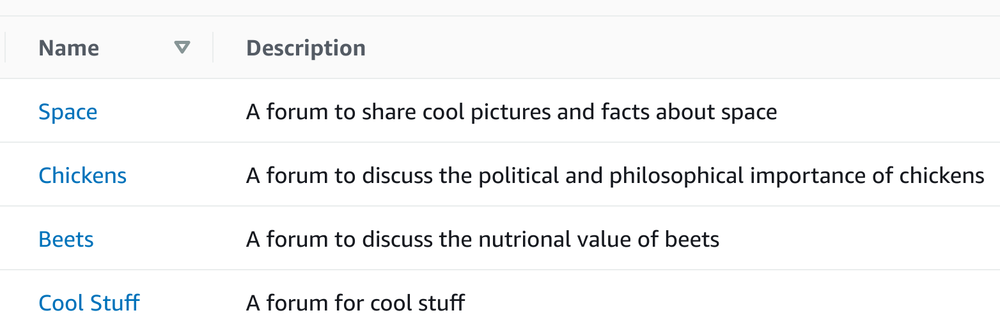 Name Description
Space A forum to share cool pictures and facts about space
Chickens A forum to discuss the political and philosophical importance of chickens
Beets A forum to discuss the nutrional value of beets
Cool Stuff A forum for cool stuff